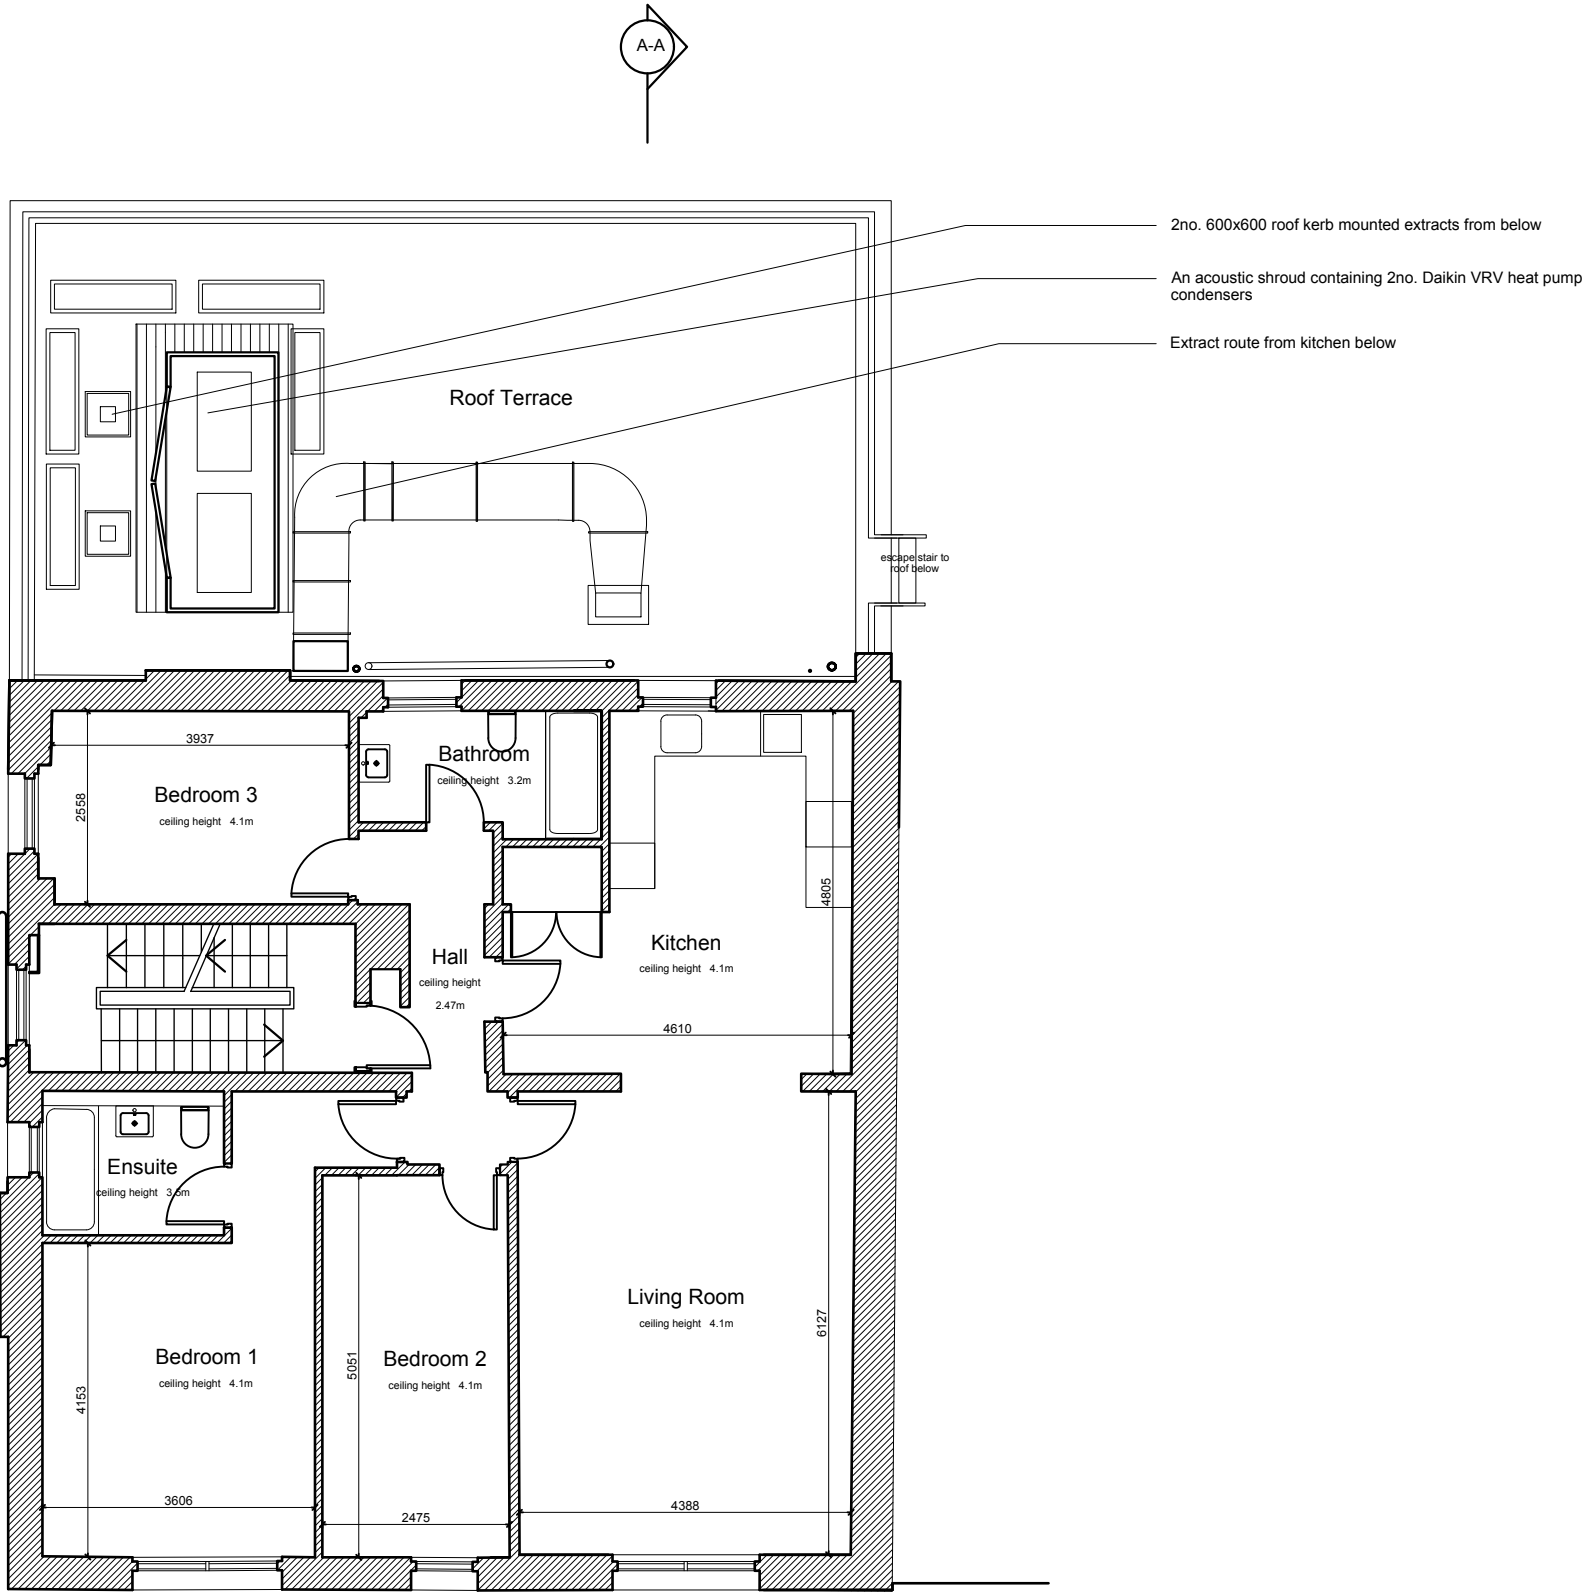 A-A
2no. 600x600 roof kerb mounted extracts from below
An acoustic shroud containing 2no. Daikin VRV heat pump
condensers
Extract route from kitchen below
Roof Terrace
escape stair to
roof below
3937
2558
Bedroom 3
ceiling height 4.1m
Bathroom
ceiling height 3.2m
4805
Kitchen
ceiling height 4.1m
4610
Hall
ceiling height
2.47m
Ensuite
ceiling height 3.6m
Living Room
ceiling height 4.1m
6127
Bedroom 1
ceiling height 4.1m
4153
Bedroom 2
ceiling height 4.1m
5051
3606
2475
4388